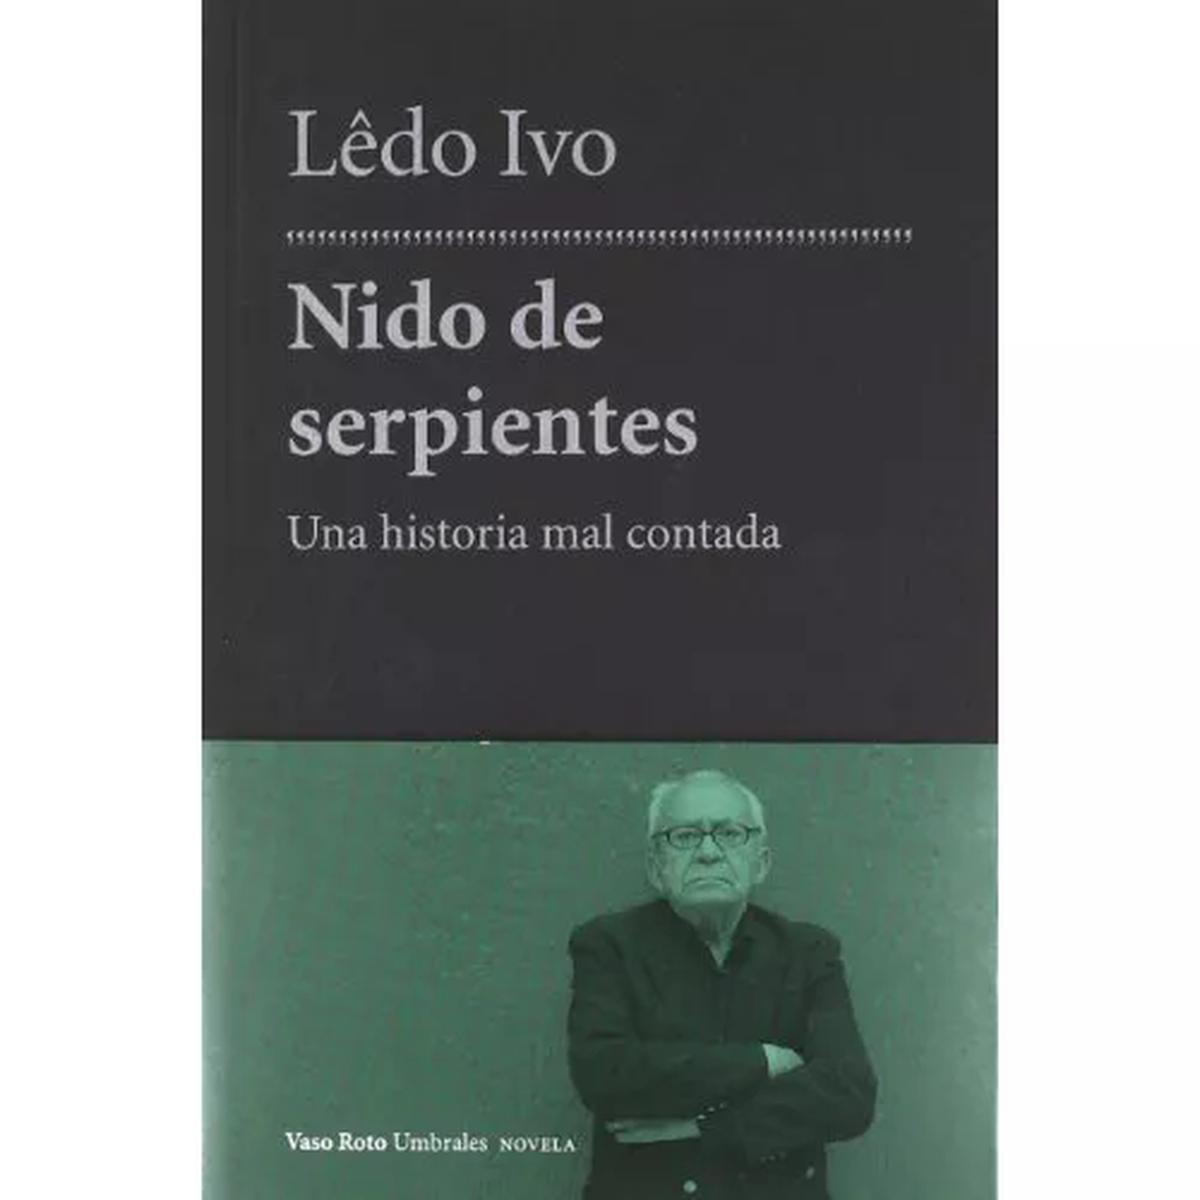 Lêdo Ivo
Nido de
serpientes
Una historia mal contada
Vaso Roto Umbrales NOVELA